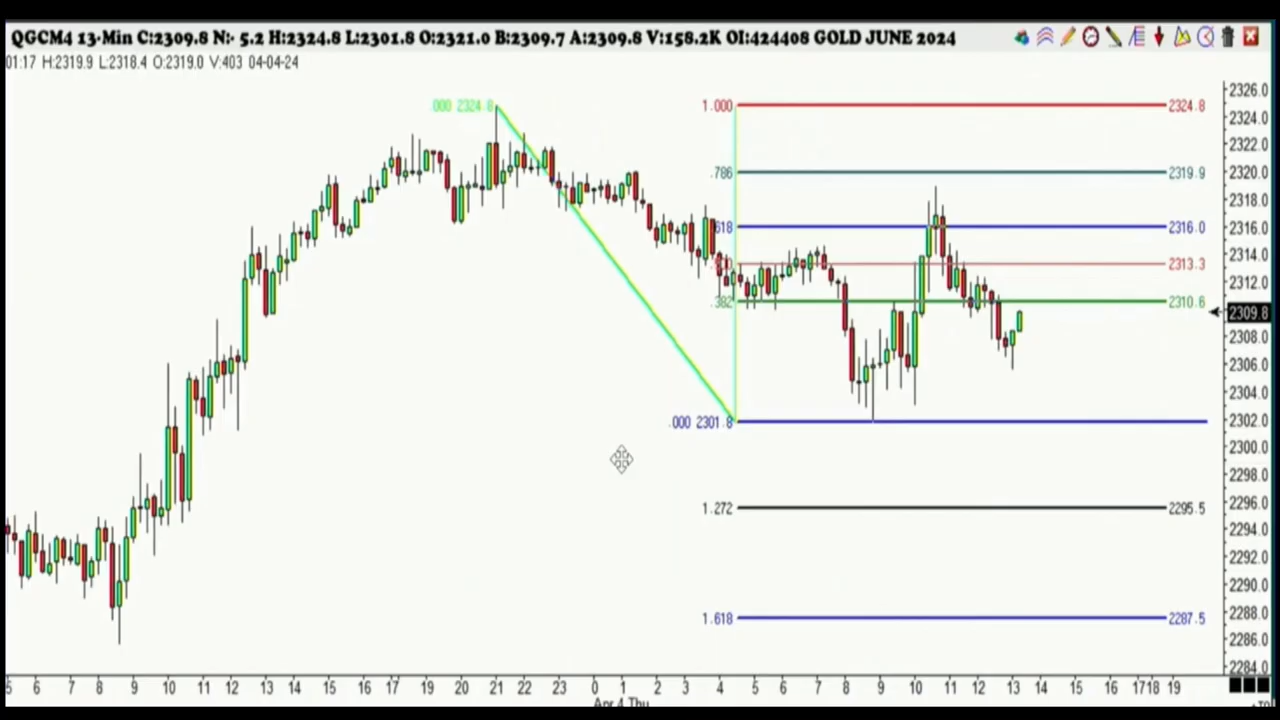 QGCM4 13-Min C:2309.8 N:- 5.2 H:2324.8 L:2301.8 O:2321.0 B:2309.7 A:2309.8 V:158.2K OI:424408 GOLD JUNE 2024
01:17 H:2319.9 L:2318.4 O:2319.0 V:403 04-04-24
2326.0
.000 2324.8 1.000 2324.8
2324.0
2322.0
.786 2319.9 2320.0
2318.0
.618 2316.0 2316.0
2314.0
2313.3
2312.0
.382 2310.6
2309.8
2308.0
2306.0
2304.0
.000 2301.8 2302.0
2300.0
2298.0
2296.0
1.272 2295.5
2294.0
2292.0
2290.0
2288.0
1.618 2287.5
2286.0
2284.0
5 6 7 8 9 10 11 12 13 14 15 16 17 19 20 21 22 23 0 1 2 3 4 5 6 7 8 9 10 11 12 13 14 15 16 17 18 19
Apr 4 Thu